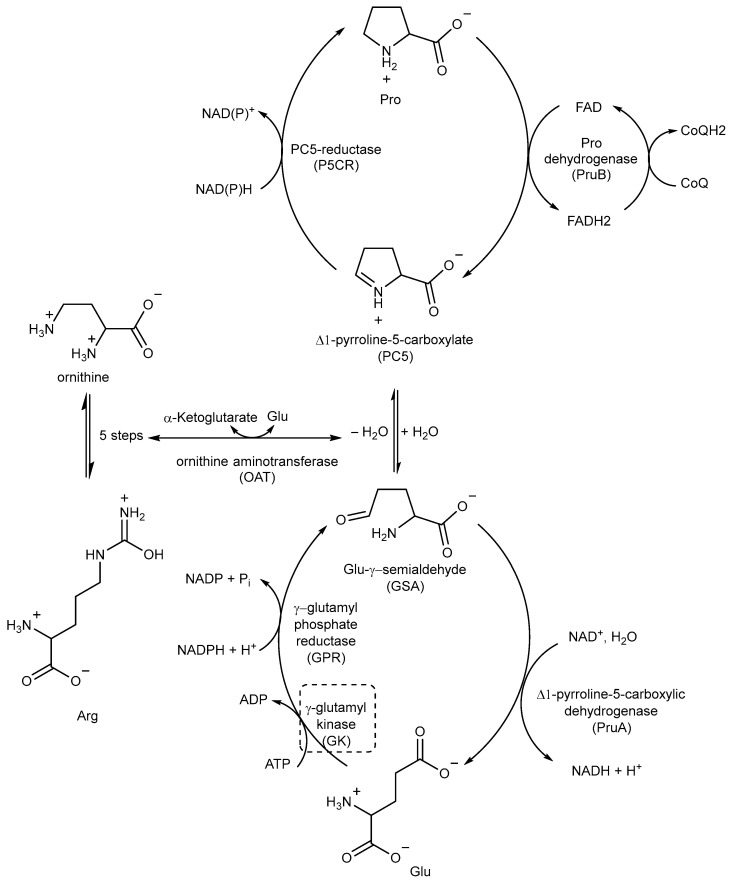 O
−
N
H2
+
O
Pro
NAD(P)+
PC5-reductase
(P5CR)
NAD(P)H
FAD
Pro
dehydrogenase
(PruB)
FADH2
CoQH2
CoQ
O−
N
H
+
O
Δ1-pyrroline-5-carboxylate
(PC5)
H3N+
O−
H3N+
O
ornithine
5 steps
α-Ketoglutarate Glu
ornithine aminotransferase
(OAT)
– H2O + H2O
+
NH2
HN
OH
H3N+
O
O−
Arg
O
O−
H2N
O
Glu-γ–semialdehyde
(GSA)
NADP + Pi
γ–glutamyl
phosphate
reductase
(GPR)
NADPH + H+
ADP
γ-glutamyl
kinase
(GK)
ATP
NAD+, H2O
Δ1-pyrroline-5-carboxylic
dehydrogenase
(PruA)
NADH + H+
O
O−
H3N+
O
O−
Glu